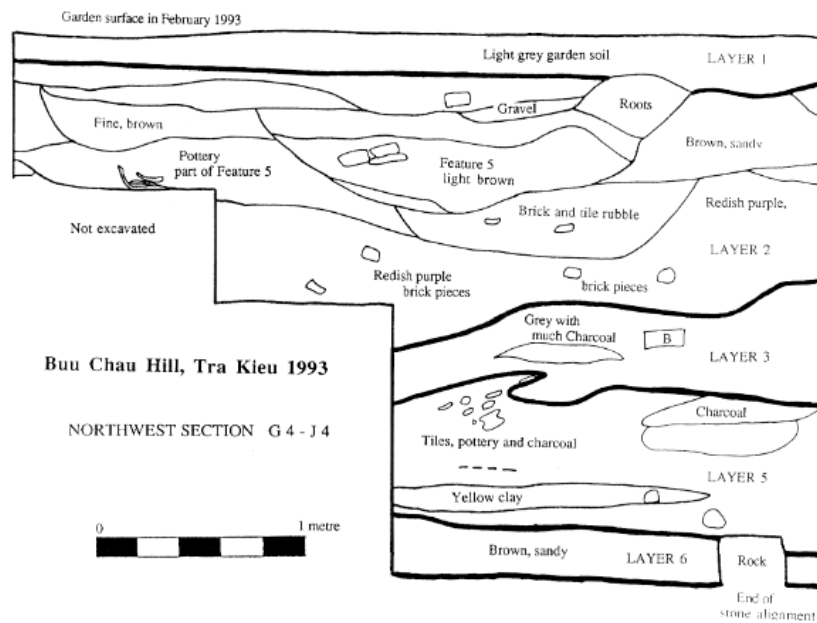 Garden surface in February 1993
Light grey garden soil
LAYER 1
Gravel
Roots
Fine, brown
Brown, sandy
Pottery
part of Feature 5
Feature 5
light brown
Brick and tile rubble
Redish purple,
Not excavated
LAYER 2
Redish purple
brick pieces
brick pieces
Grey with
much Charcoal
B
LAYER 3
Buu Chau Hill, Tra Kieu 1993
NORTHWEST SECTION G 4 - J 4
Charcoal
Tiles, pottery and charcoal
LAYER 5
Yellow clay
0
1 metre
Brown, sandy
LAYER 6
Rock
End of
stone alignment